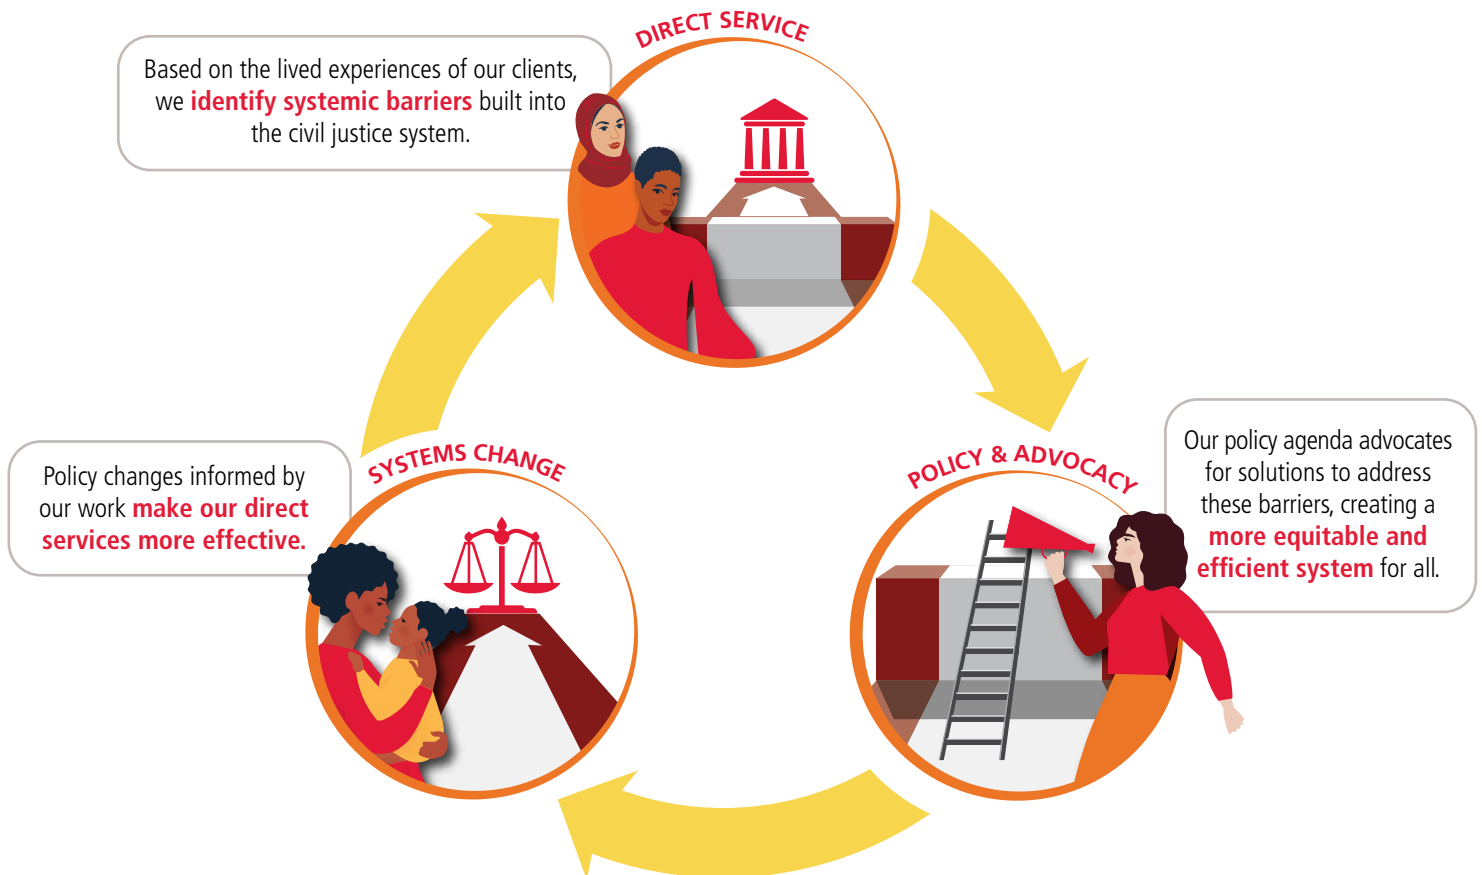 DIRECT SERVICE
Based on the lived experiences of our clients,
we identify systemic barriers built into
the civil justice system.
POLICY & ADVOCACY
Our policy agenda advocates
for solutions to address
these barriers, creating a
more equitable and
efficient system for all.
SYSTEMS CHANGE
Policy changes informed by
our work make our direct
services more effective.